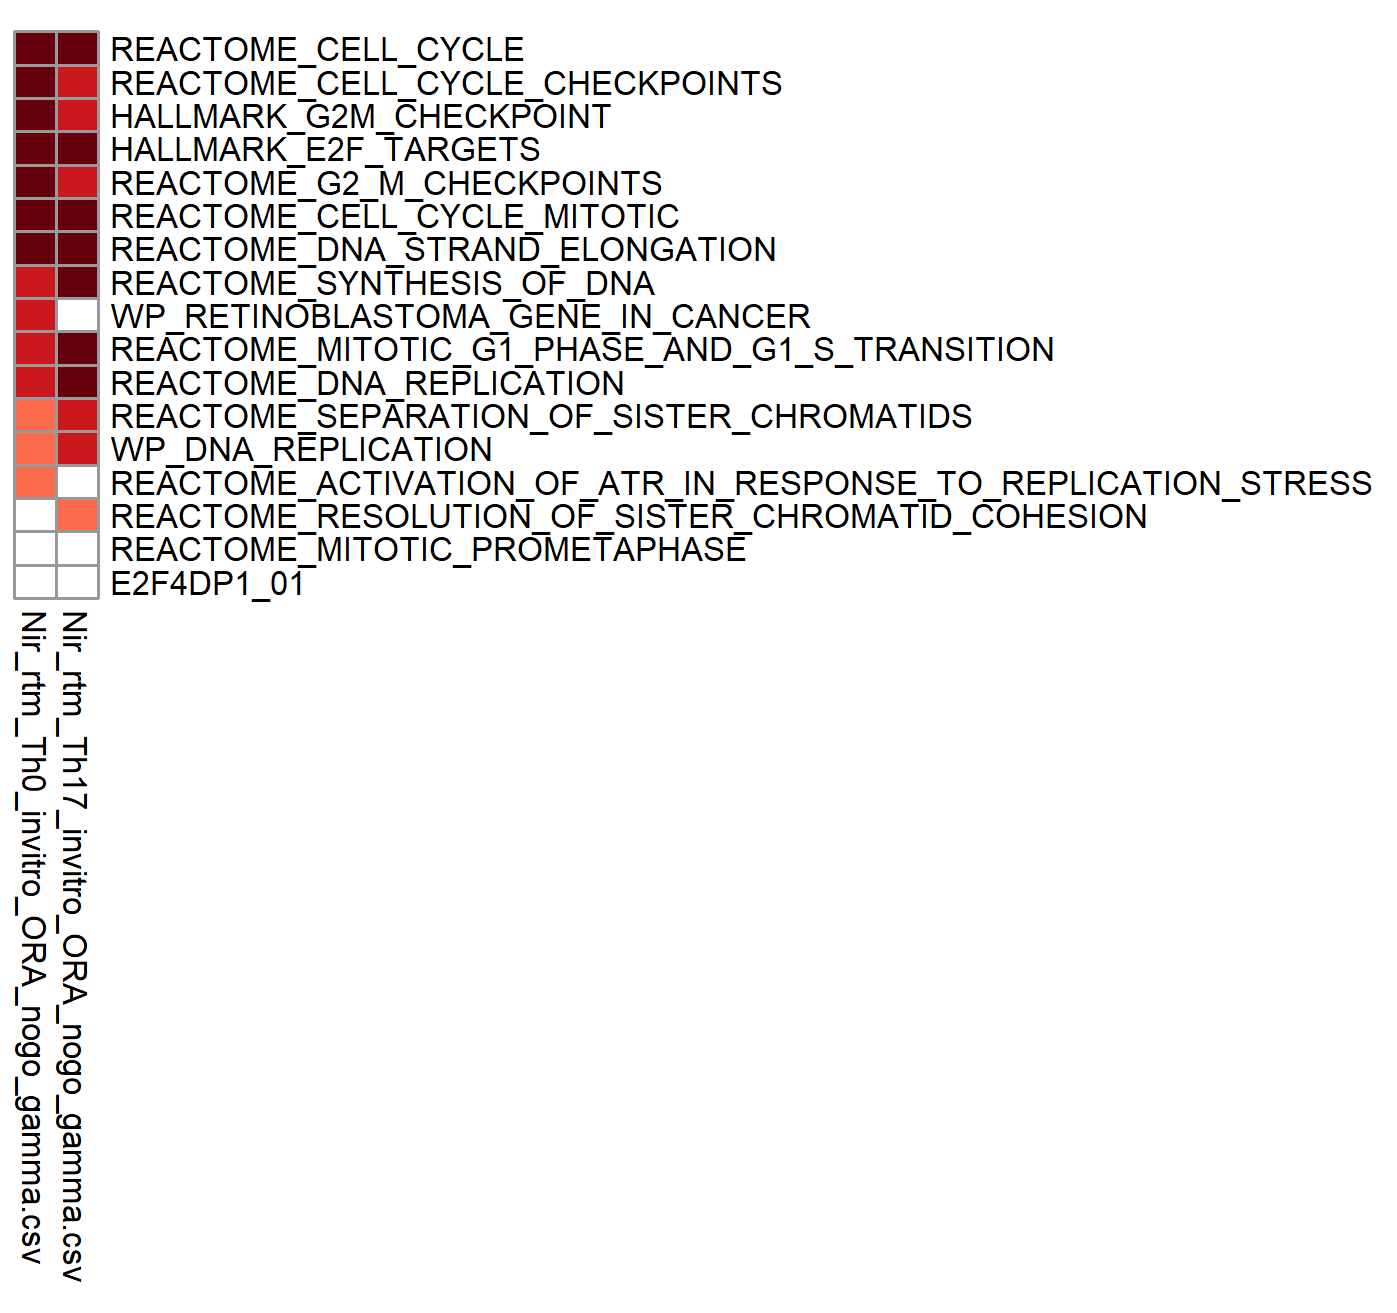 REACTOME_CELL_CYCLE
REACTOME_CELL_CYCLE_CHECKPOINTS
HALLMARK_G2M_CHECKPOINT
HALLMARK_E2F_TARGETS
REACTOME_G2_M_CHECKPOINTS
REACTOME_CELL_CYCLE_MITOTIC
REACTOME_DNA_STRAND_ELONGATION
REACTOME_SYNTHESIS_OF_DNA
WP_RETINOBLASTOMA_GENE_IN_CANCER
REACTOME_MITOTIC_G1_PHASE_AND_G1_S_TRANSITION
REACTOME_DNA_REPLICATION
REACTOME_SEPARATION_OF_SISTER_CHROMATIDS
WP_DNA_REPLICATION
REACTOME_ACTIVATION_OF_ATR_IN_RESPONSE_TO_REPLICATION_STRESS
REACTOME_RESOLUTION_OF_SISTER_CHROMATID_COHESION
REACTOME_MITOTIC_PROMETAPHASE
E2F4DP1_01
Nir_rtm_Th0_invitro_ORA_nogo_gamma.csv
Nir_rtm_Th17_invitro_ORA_nogo_gamma.csv